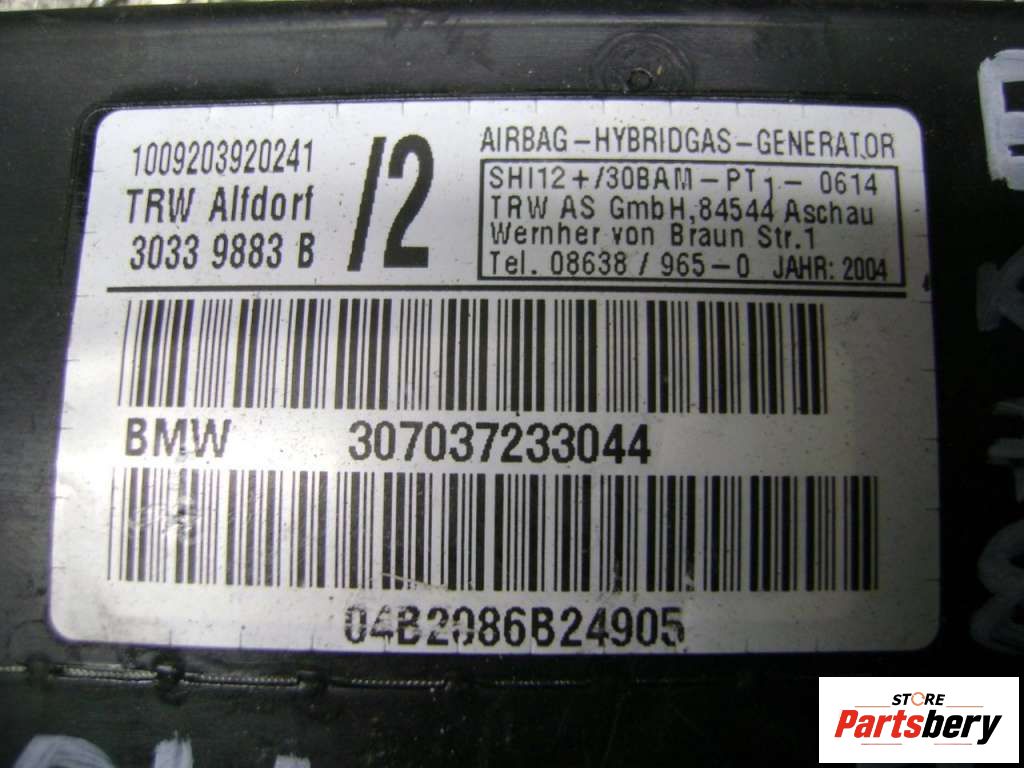 1009203920241
TRW Alfdorf
3033 9883 B
/2
AIRBAG-HYBRIDGAS-GENERATOR
SHI12+/30BAM-PT1-0614
TRW AS GmbH,84544 Aschau
Wernher von Braun Str.1
Tel. 08638 / 965-0 JAHR: 2004
BMW 307037233044
04B2086B24905
STORE
Partsbery